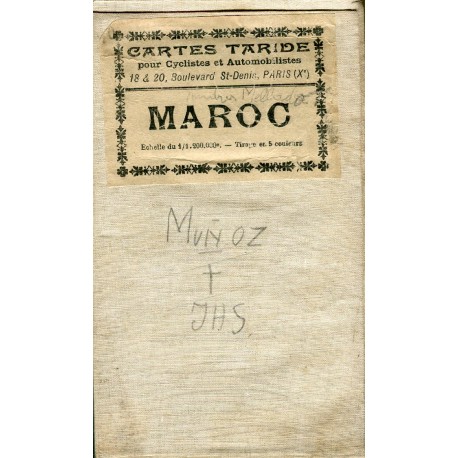 CARTES TARIDE
pour Cyclistes et Automobilistes
18 & 20, Boulevard St-Denis, PARIS (Xᵉ)
MAROC
Echelle du 1/1.200.000ᵉ. — Tirage en 5 couleurs
MUÑOZ
†
JHS.